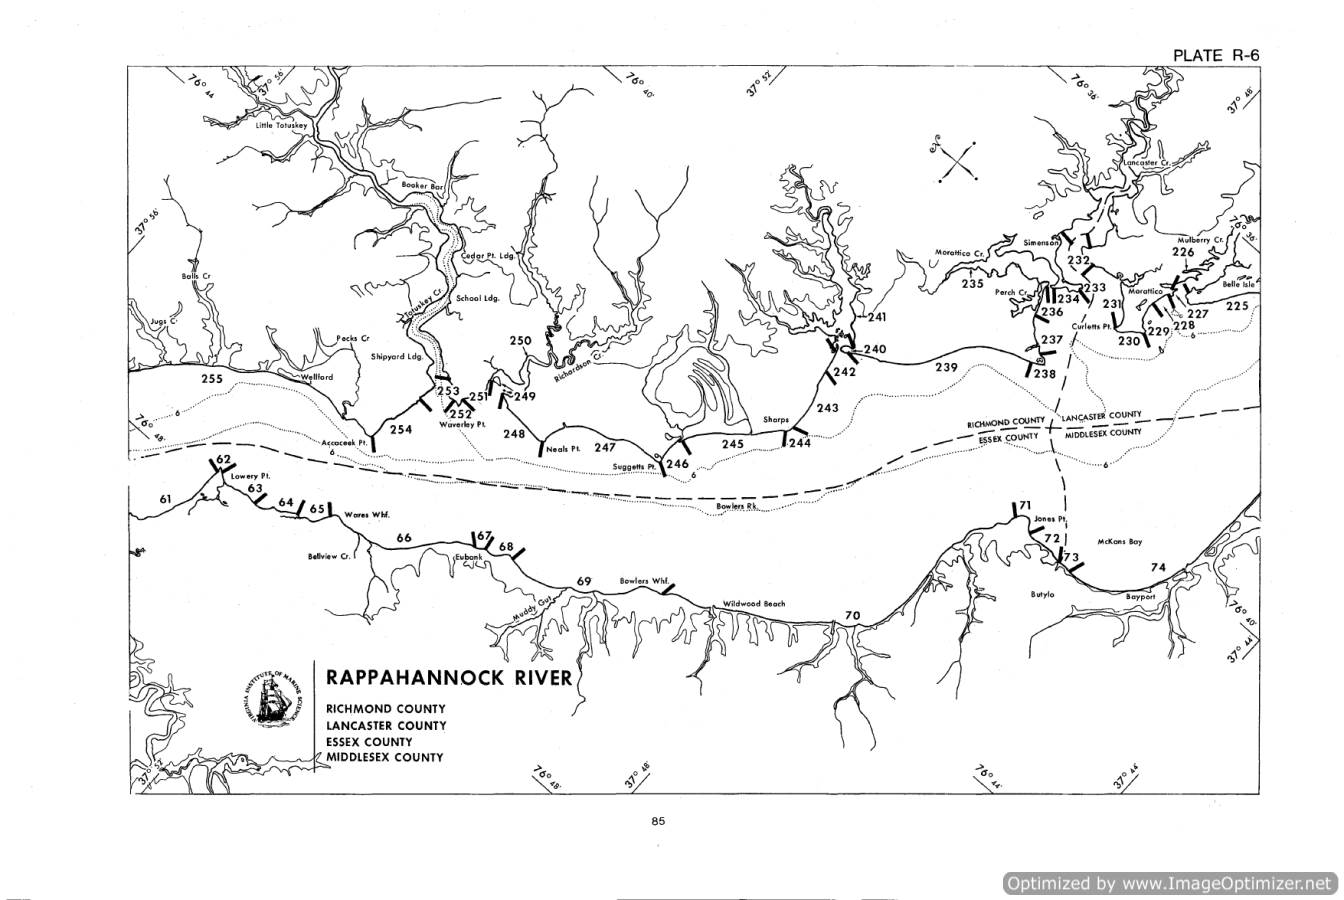 PLATE R-6
76° 44'
37° 56'
76° 40'
37° 52'
76° 36'
37° 48'
Little Totuskey
Lancaster Cr.
Booker Bar
37° 56'
76° 36'
Simenson
Mulberry Cr.
226
Cedar Pt. Ldg.
Morattico Cr.
232
Balls Cr
235
233
Belle Isle
Totuskey Cr.
School Ldg.
Perch Cr
234
231
Morattico
225
236
227
Jugs Cr
241
Curletts Pt.
229
228
Pecks Cr
250
237
230
Shipyard Ldg.
Richardson Cr.
240
239
238
255
Wellford
242
253
251
249
252
243
Waverley Pt.
6
76° 48'
254
248
Sharps
RICHMOND COUNTY
LANCASTER COUNTY
ESSEX COUNTY
MIDDLESEX COUNTY
Accaceek Pt.
6
Neals Pt.
247
245
244
Suggetts Pt.
246
6
6
62
Lowery Pt.
61
63
64
65
Bowlers Rk.
71
Wares Whf.
Jones Pt.
66
67
68
72
McKans Bay
Bellview Cr.
Eubank
73
74
69
Bowlers Whf.
Butylo
Bayport
Muddy Gut
Wildwood Beach
70
76° 40'
37° 44'
VIRGINIA INSTITUTE OF MARINE SCIENCE
RAPPAHANNOCK RIVER
RICHMOND COUNTY
LANCASTER COUNTY
ESSEX COUNTY
MIDDLESEX COUNTY
37° 52'
76° 48'
37° 48'
76° 44'
37° 44'
85
Optimized by www.ImageOptimizer.net